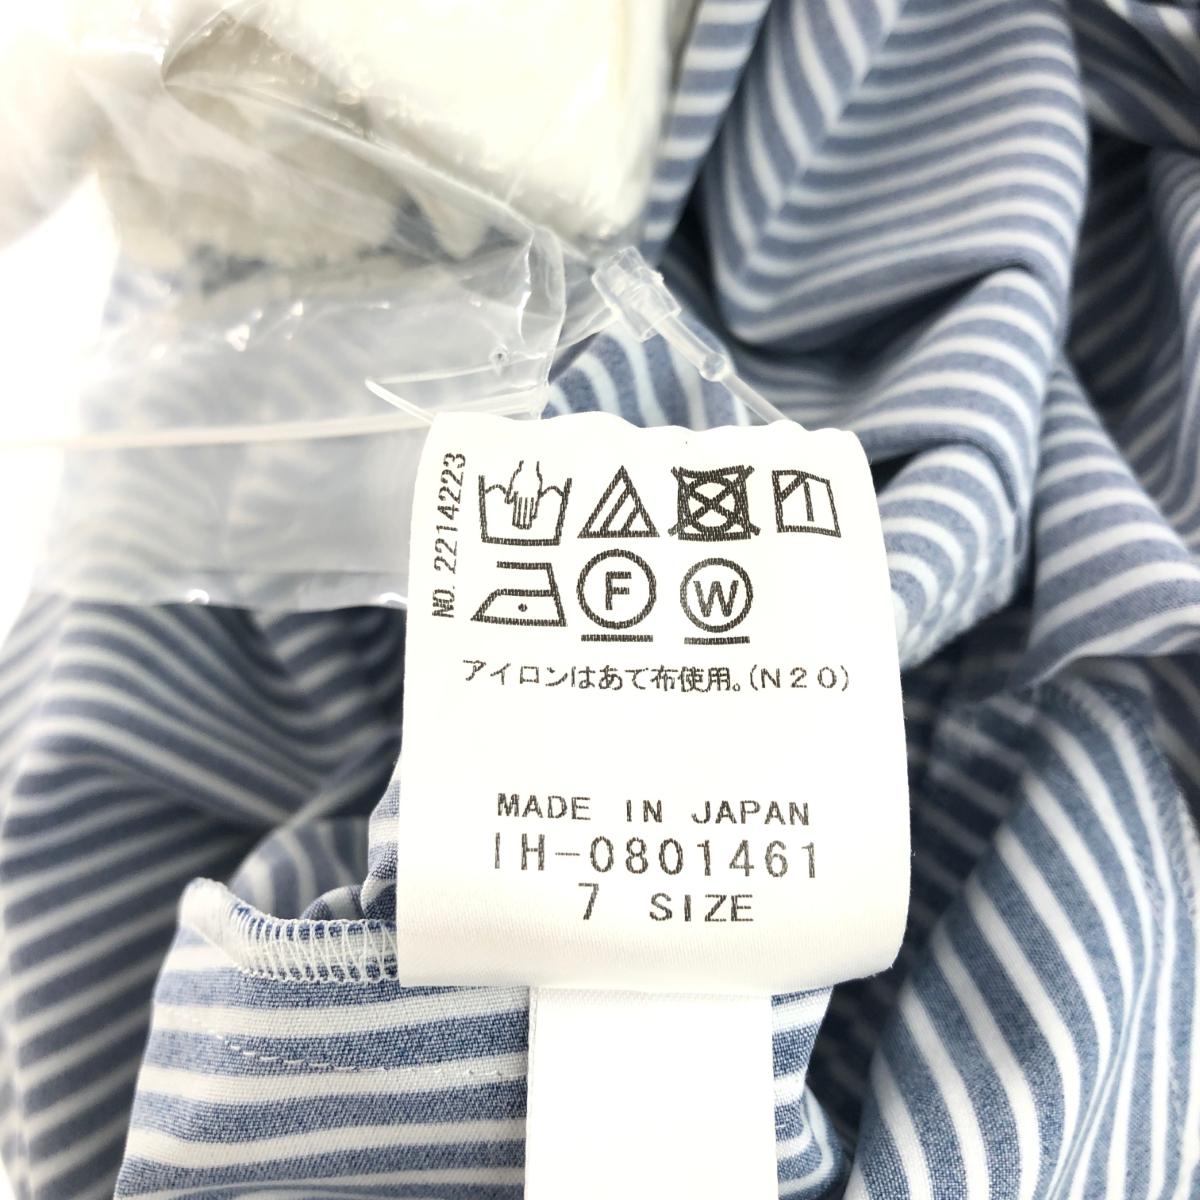 NO. 2214223
F W
アイロンはあて布使用。(N20)
MADE IN JAPAN
IH-0801461
7 SIZE